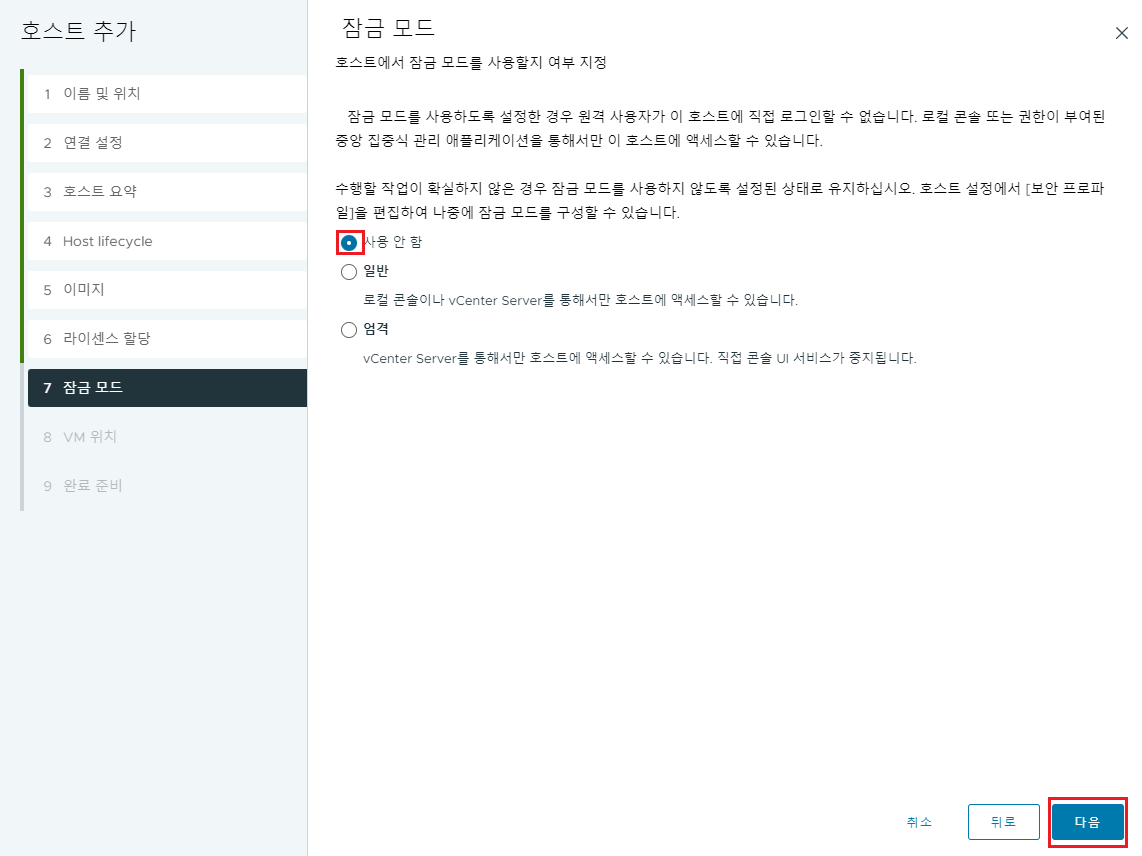 호스트 추가
1 이름 및 위치
2 연결 설정
3 호스트 요약
4 Host lifecycle
5 이미지
6 라이센스 할당
7 잠금 모드
8 VM 위치
9 완료 준비
잠금 모드
호스트에서 잠금 모드를 사용할지 여부 지정
잠금 모드를 사용하도록 설정한 경우 원격 사용자가 이 호스트에 직접 로그인할 수 없습니다. 로컬 콘솔 또는 권한이 부여된
중앙 집중식 관리 애플리케이션을 통해서만 이 호스트에 액세스할 수 있습니다.
수행할 작업이 확실하지 않은 경우 잠금 모드를 사용하지 않도록 설정된 상태로 유지하십시오. 호스트 설정에서 [보안 프로파
일]을 편집하여 나중에 잠금 모드를 구성할 수 있습니다.
사용 안 함
일반
로컬 콘솔이나 vCenter Server를 통해서만 호스트에 액세스할 수 있습니다.
엄격
vCenter Server를 통해서만 호스트에 액세스할 수 있습니다. 직접 콘솔 UI 서비스가 중지됩니다.
취소
뒤로
다음